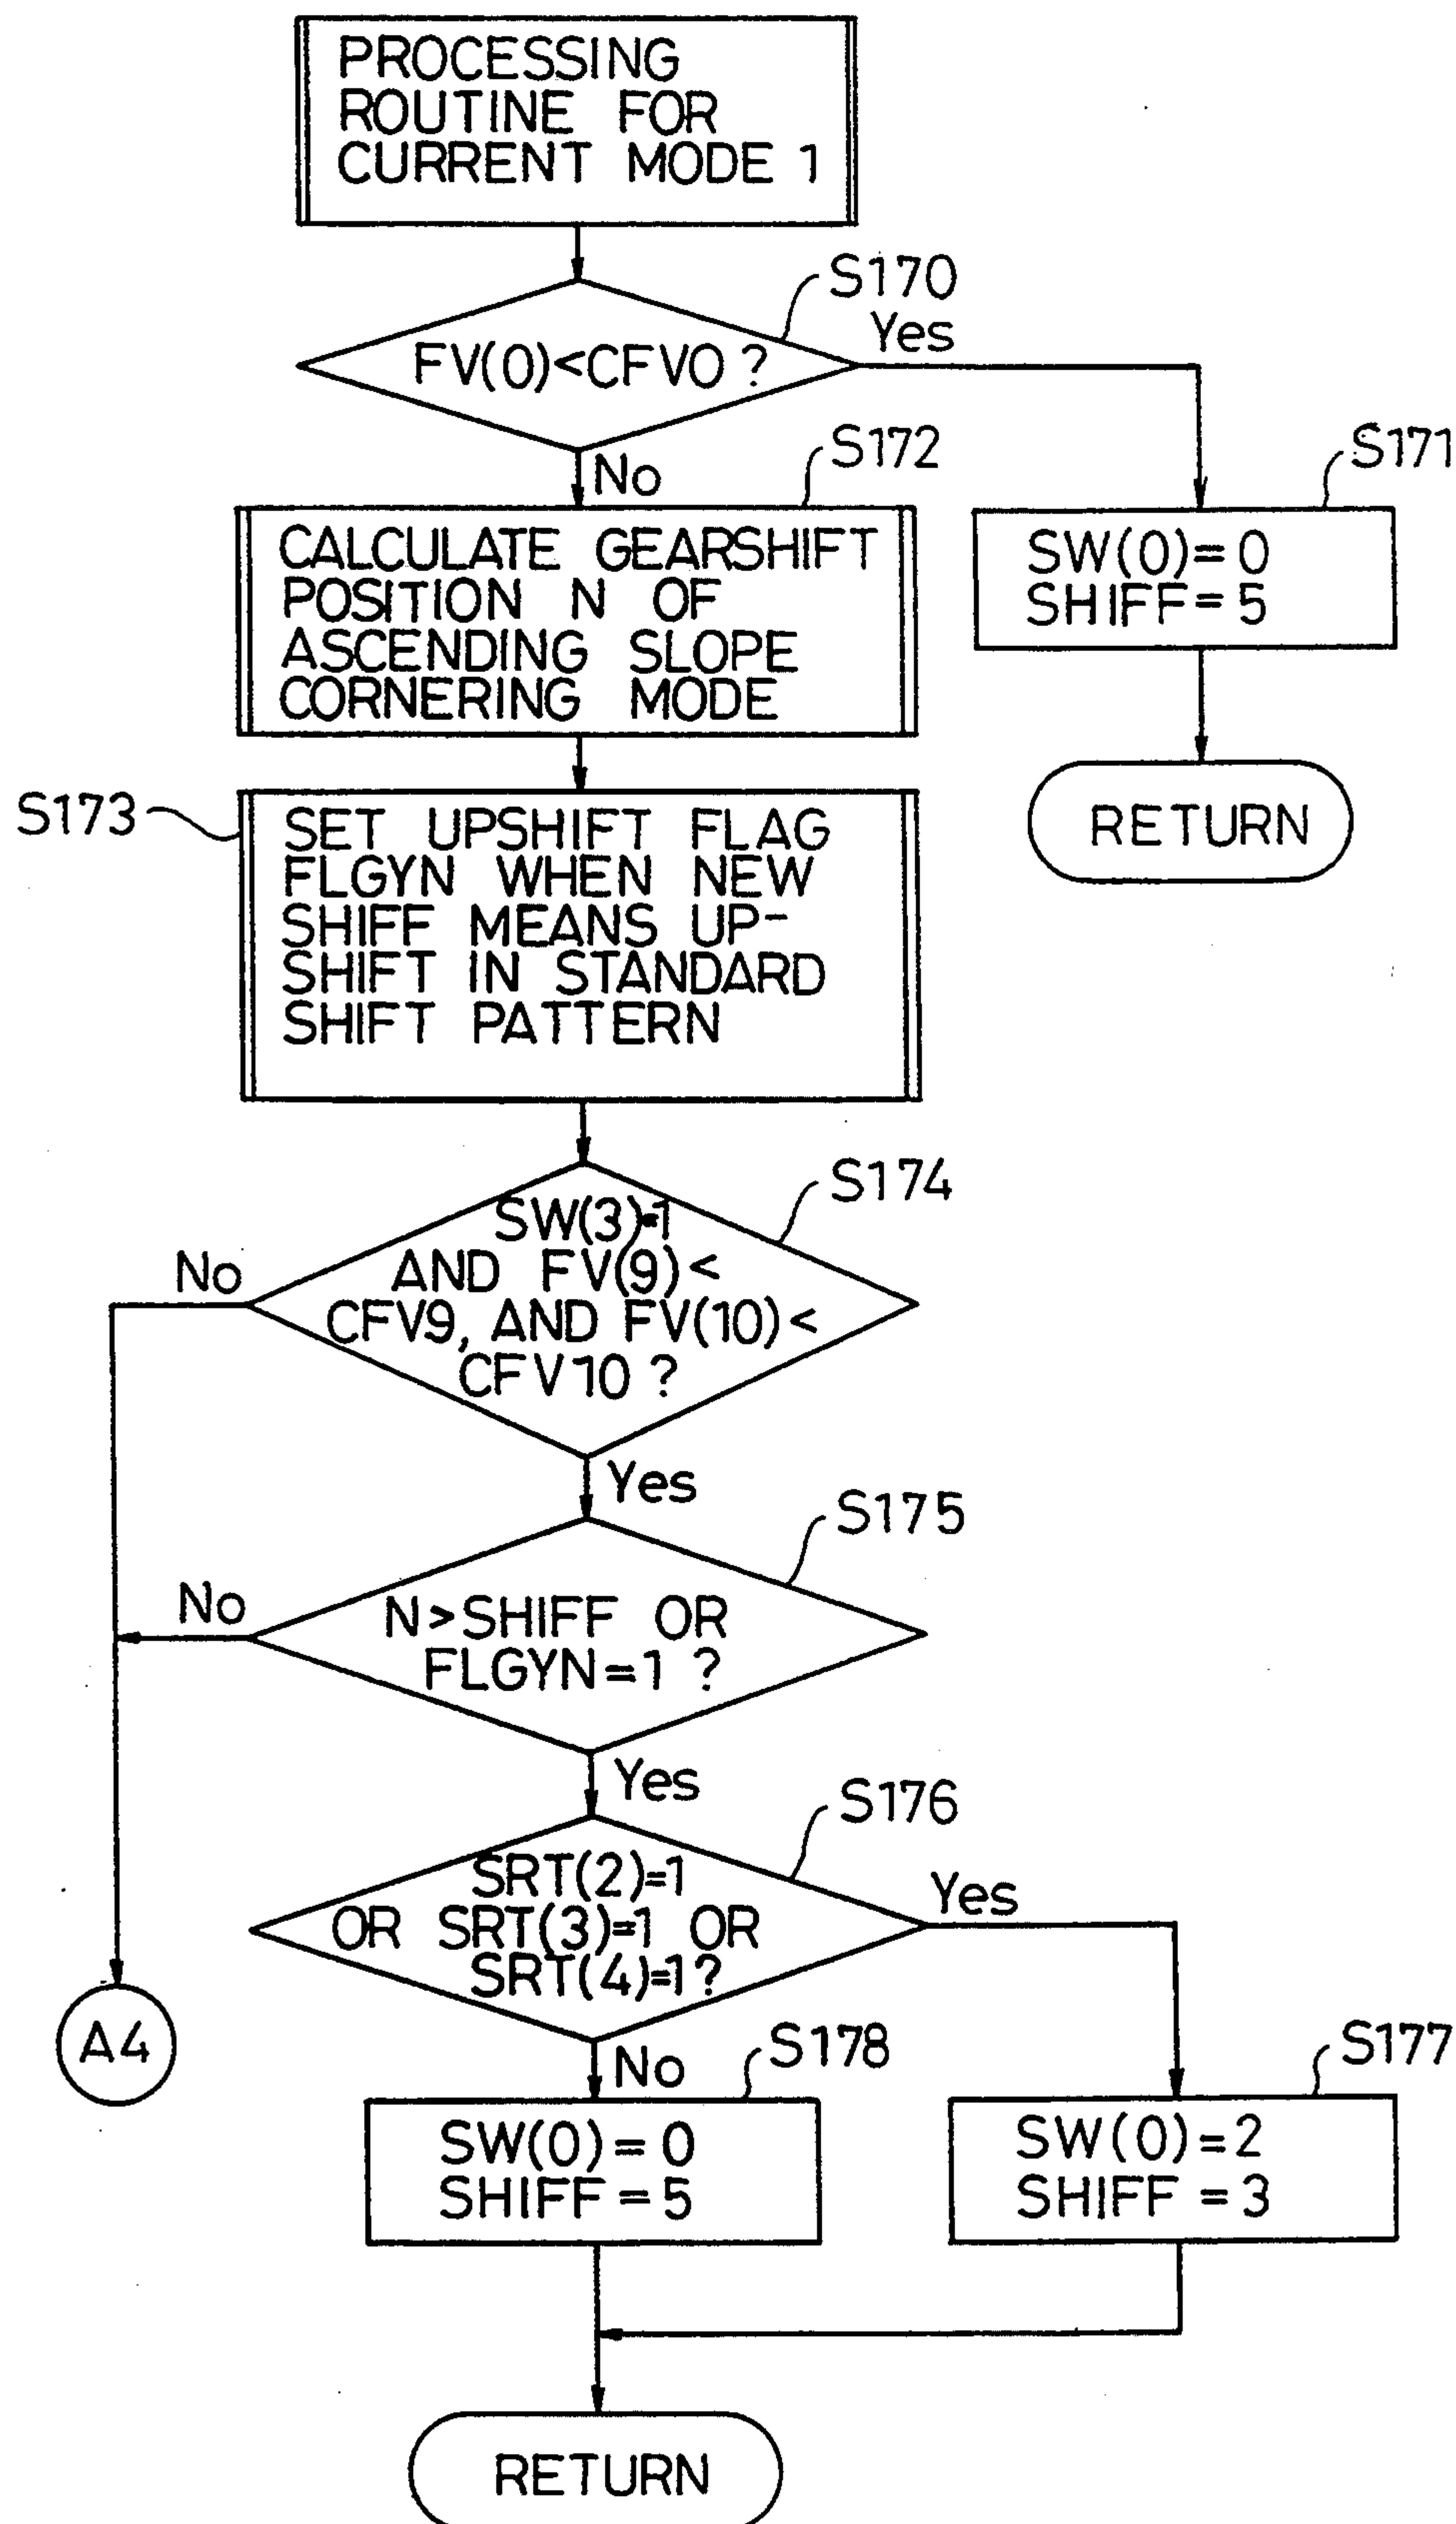 PROCESSING
ROUTINE FOR
CURRENT MODE 1
S170
FV(0)<CFV0 ?
Yes
No
S172
S171
CALCULATE GEARSHIFT
POSITION N OF
ASCENDING SLOPE
CORNERING MODE
SW(0)=0
SHIFF=5
RETURN
S173
SET UPSHIFT FLAG
FLGYN WHEN NEW
SHIFF MEANS UP-
SHIFT IN STANDARD
SHIFT PATTERN
S174
SW(3)=1
AND FV(9)<
CFV9, AND FV(10)<
CFV10 ?
No
Yes
S175
N>SHIFF OR
FLGYN=1 ?
No
Yes
S176
SRT(2)=1
OR SRT(3)=1 OR
SRT(4)=1?
Yes
No
A4
S178
S177
SW(0)=0
SHIFF=5
SW(0)=2
SHIFF=3
RETURN